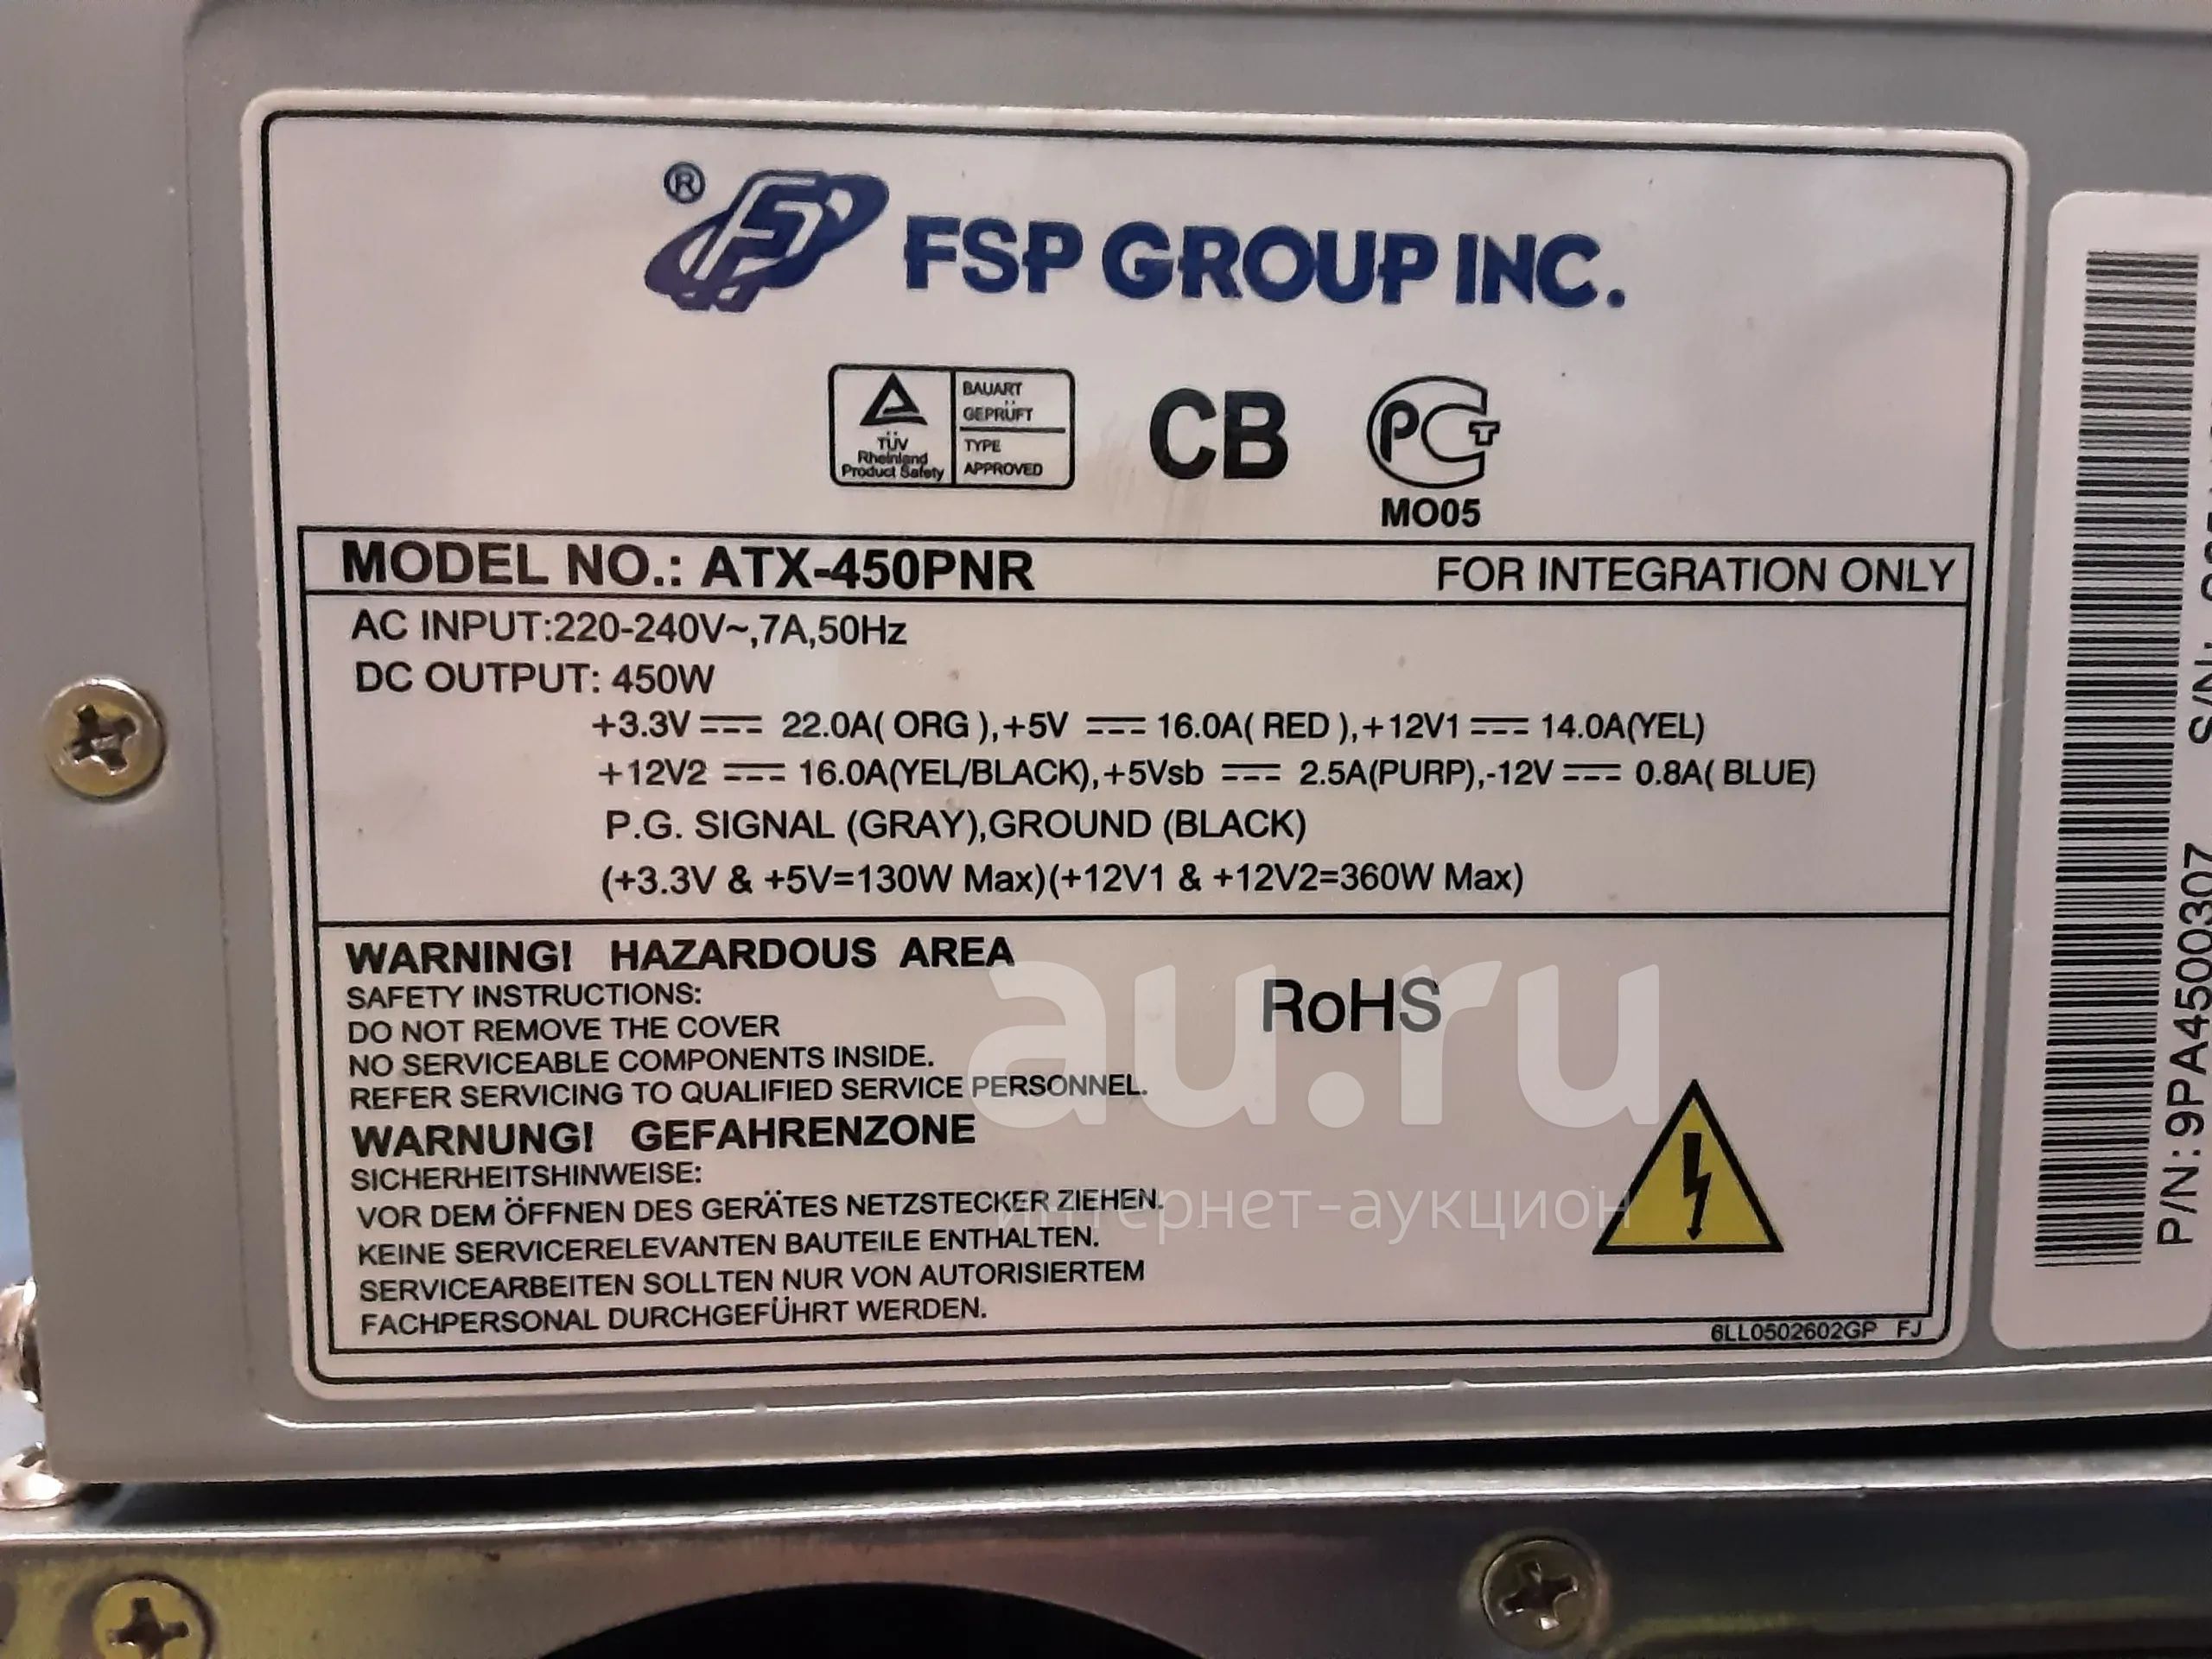 ® FSP FSP GROUP INC.
TÜV
Rheinland
Product Safety
BAUART
GEPRÜFT
TYPE
APPROVED
CB
РСТ
MO05
MODEL NO.: ATX-450PNR FOR INTEGRATION ONLY
AC INPUT:220-240V~,7A,50Hz
DC OUTPUT: 450W
+3.3V ⎓ 22.0A( ORG ),+5V ⎓ 16.0A( RED ),+12V1 ⎓ 14.0A(YEL)
+12V2 ⎓ 16.0A(YEL/BLACK),+5Vsb ⎓ 2.5A(PURP),-12V ⎓ 0.8A( BLUE)
P.G. SIGNAL (GRAY),GROUND (BLACK)
(+3.3V & +5V=130W Max)(+12V1 & +12V2=360W Max)
WARNING! HAZARDOUS AREA
SAFETY INSTRUCTIONS:
DO NOT REMOVE THE COVER
NO SERVICEABLE COMPONENTS INSIDE.
REFER SERVICING TO QUALIFIED SERVICE PERSONNEL.
WARNUNG! GEFAHRENZONE
SICHERHEITSHINWEISE:
VOR DEM ÖFFNEN DES GERÄTES NETZSTECKER ZIEHEN.
KEINE SERVICERELEVANTEN BAUTEILE ENTHALTEN.
SERVICEARBEITEN SOLLTEN NUR VON AUTORISIERTEM
FACHPERSONAL DURCHGEFÜHRT WERDEN.
RoHS
6LL0502602GP FJ
au.ru
интернет-аукцион
P/N:9PA4500307 S/N: